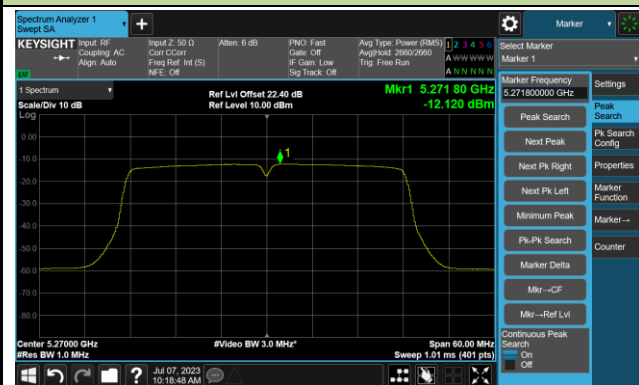 Spectrum Analyzer 1
Swept SA
Marker
KEYSIGHT
Input: RF
Coupling: AC
Align: Auto
Input Z: 50 Ω
Corr CCorr
Freq Ref: Int (S)
NFE: Off
Atten: 6 dB
PNO: Fast
Gate: Off
IF Gain: Low
Sig Track: Off
Avg Type: Power (RMS)
Avg|Hold: 2660/2660
Trig: Free Run
1 2 3 4 5 6
A W W W W W
A N N N N N
Select Marker
Marker 1
1 Spectrum
Scale/Div 10 dB
Log
Ref Lvl Offset 22.40 dB
Ref Level 10.00 dBm
Mkr1 5.271 80 GHz
-12.120 dBm
0.00
-10.0
-20.0
-30.0
-40.0
-50.0
-60.0
-70.0
-80.0
1
Center 5.27000 GHz
#Res BW 1.0 MHz
#Video BW 3.0 MHz*
Span 60.00 MHz
Sweep 1.01 ms (401 pts)
Marker Frequency
5.271800000 GHz
Peak Search
Next Peak
Next Pk Right
Next Pk Left
Minimum Peak
Pk-Pk Search
Marker Delta
Mkr→CF
Mkr→Ref Lvl
Continuous Peak
Search
On
Off
Settings
Peak
Search
Pk Search
Config
Properties
Marker
Function
Marker→
Counter
Jul 07, 2023
10:18:48 AM